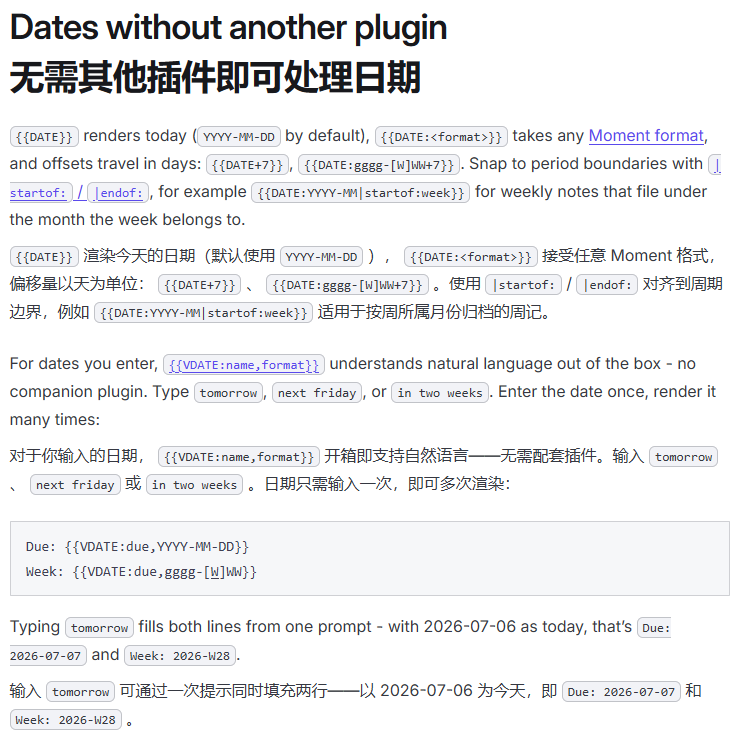 Dates without another plugin
无需其他插件即可处理日期
{{DATE}} renders today (YYYY-MM-DD by default), {{DATE:<format>}} takes any Moment format,
and offsets travel in days: {{DATE+7}}, {{DATE:gggg-[W]WW+7}}. Snap to period boundaries with |
startof: / |endof:, for example {{DATE:YYYY-MM|startof:week}} for weekly notes that file under
the month the week belongs to.
{{DATE}} 渲染今天的日期（默认使用 YYYY-MM-DD ）， {{DATE:<format>}} 接受任意 Moment 格式，
偏移量以天为单位： {{DATE+7}} 、 {{DATE:gggg-[W]WW+7}} 。使用 |startof: / |endof: 对齐到周期
边界，例如 {{DATE:YYYY-MM|startof:week}} 适用于按周所属月份归档的周记。
For dates you enter, {{VDATE:name,format}} understands natural language out of the box - no
companion plugin. Type tomorrow, next friday, or in two weeks. Enter the date once, render it
many times:
对于你输入的日期， {{VDATE:name,format}} 开箱即支持自然语言——无需配套插件。输入 tomorrow
、 next friday 或 in two weeks 。日期只需输入一次，即可多次渲染：
Due: {{VDATE:due,YYYY-MM-DD}}
Week: {{VDATE:due,gggg-[W]WW}}
Typing tomorrow fills both lines from one prompt - with 2026-07-06 as today, that’s Due:
2026-07-07 and Week: 2026-W28.
输入 tomorrow 可通过一次提示同时填充两行——以 2026-07-06 为今天，即 Due: 2026-07-07 和
Week: 2026-W28 。